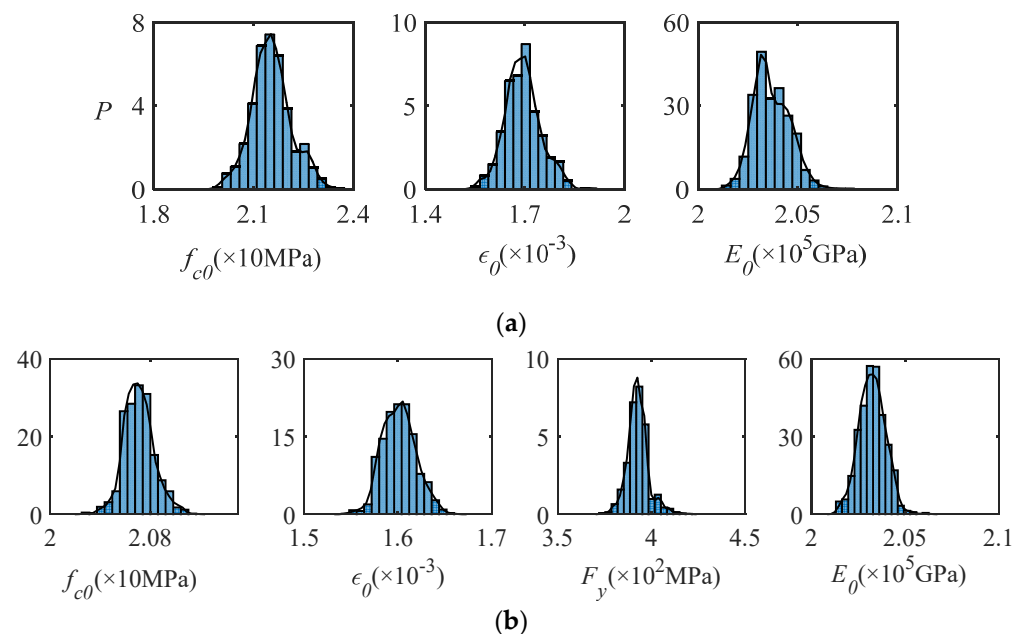 8 10 60
P 4 5 30
0 0 0
1.8 2.1 2.4 1.4 1.7 2 2 2.05 2.1
f_c0(×10MPa) ϵ_0(×10^-3) E_0(×10^5GPa)
(a)
40 30 10 60
20 15 5 30
0 0 0 0
2 2.08 1.5 1.6 1.7 3.5 4 4.5 2 2.05 2.1
f_c0(×10MPa) ϵ_0(×10^-3) F_y(×10^2MPa) E_0(×10^5GPa)
(b)